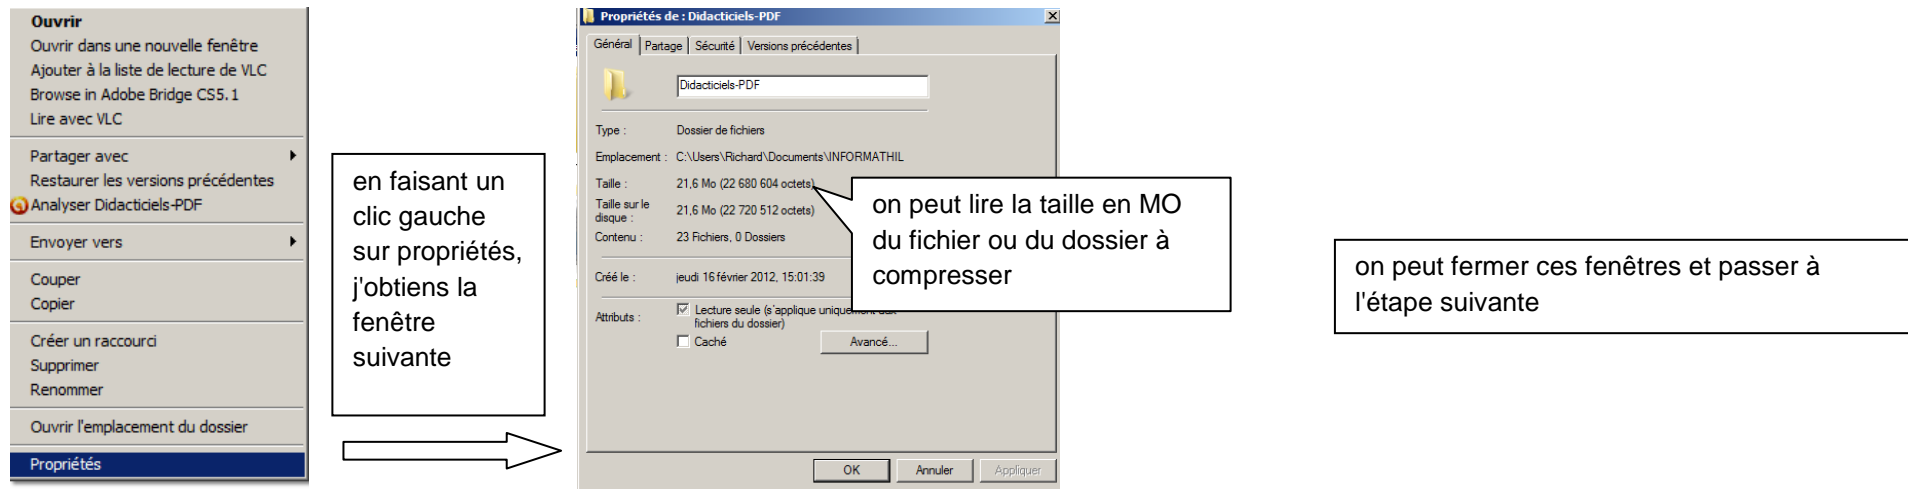 Ouvrir
Ouvrir dans une nouvelle fenêtre
Ajouter à la liste de lecture de VLC
Browse in Adobe Bridge CS5.1
Lire avec VLC
Partager avec
Restaurer les versions précédentes
Analyser Didacticiels-PDF
Envoyer vers
Couper
Copier
Créer un raccourci
Supprimer
Renommer
Ouvrir l'emplacement du dossier
Propriétés
en faisant un
clic gauche
sur propriétés,
j'obtiens la
fenêtre
suivante
Propriétés de : Didacticiels-PDF
Général Partage Sécurité Versions précédentes
Didacticiels-PDF
Type : Dossier de fichiers
Emplacement : C:\Users\Richard\Documents\INFORMATHIL
Taille : 21,6 Mo (22 680 604 octets)
Taille sur le
disque : 21,6 Mo (22 720 512 octets)
Contenu : 23 Fichiers, 0 Dossiers
Créé le : jeudi 16 février 2012, 15:01:39
Attributs : Lecture seule (s'applique uniquement aux
fichiers du dossier)
Caché Avancé...
OK Annuler Appliquer
on peut lire la taille en MO
du fichier ou du dossier à
compresser
on peut fermer ces fenêtres et passer à
l'étape suivante